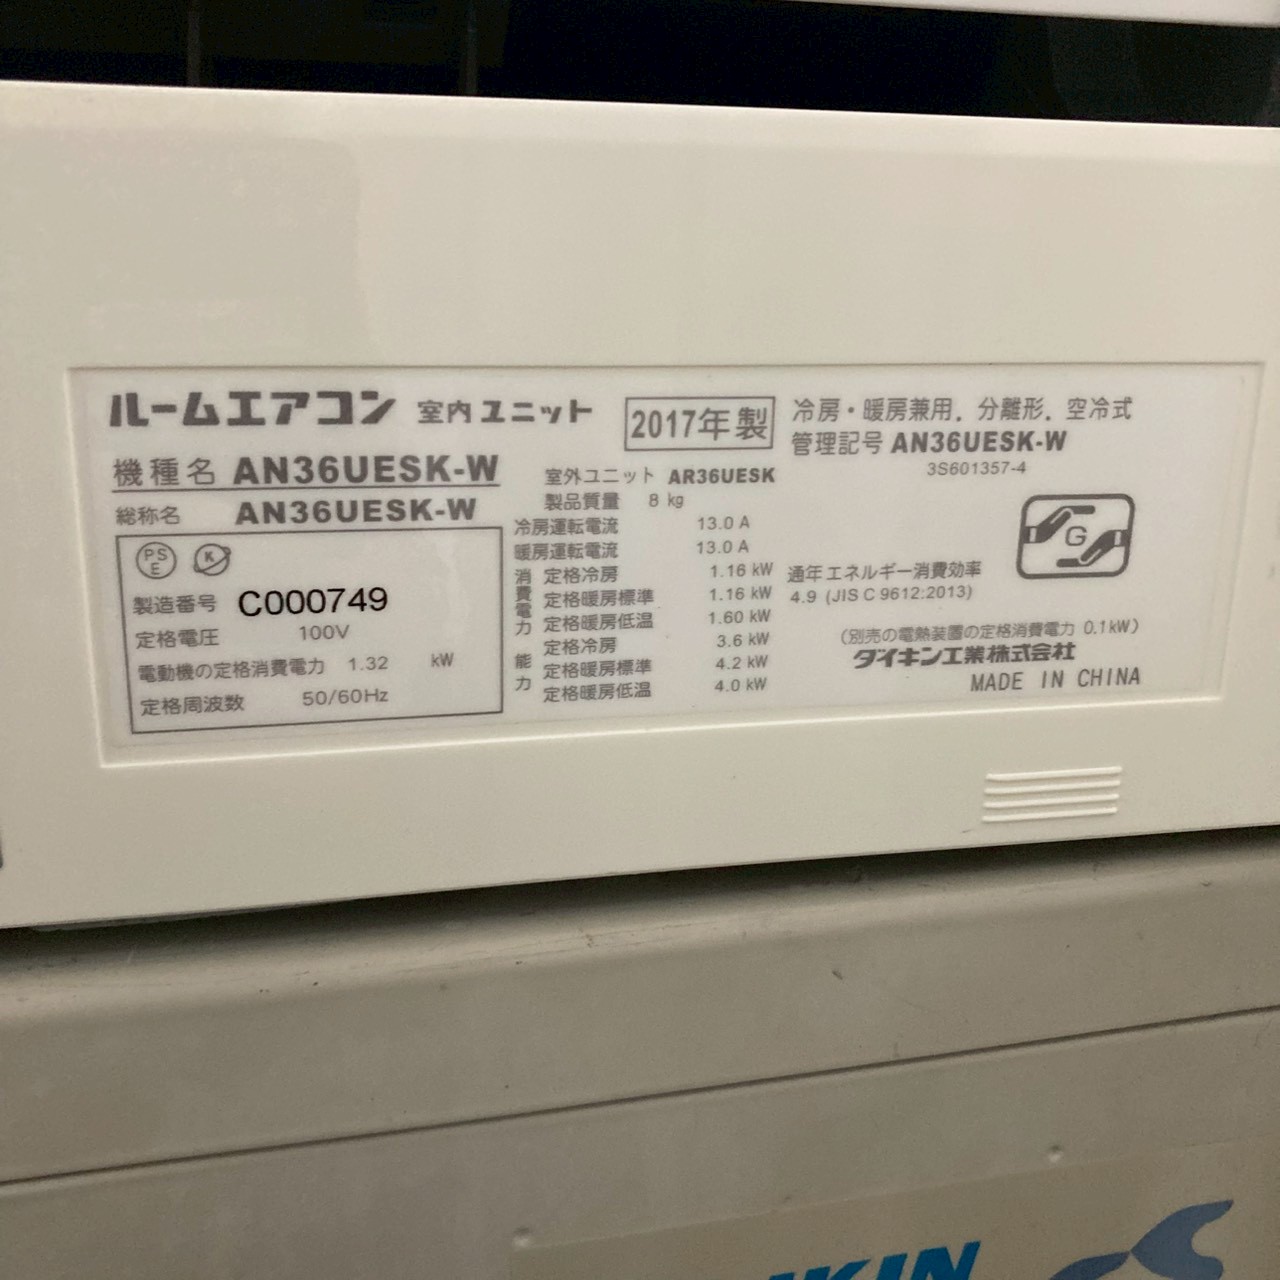 ルームエアコン 室内ユニット
2017年製
冷房・暖房兼用．分離形．空冷式
機種名 AN36UESK-W
総称名 AN36UESK-W
室外ユニット AR36UESK
管理記号 AN36UESK-W
3S601357-4
製品質量 8 kg
PS
E
K
製造番号 C000749
定格電圧 100V
電動機の定格消費電力 1.32 kW
定格周波数 50/60Hz
冷房運転電流 13.0 A
暖房運転電流 13.0 A
消費電力
定格冷房 1.16 kW
定格暖房標準 1.16 kW
定格暖房低温 1.60 kW
能力
定格冷房 3.6 kW
定格暖房標準 4.2 kW
定格暖房低温 4.0 kW
通年エネルギー消費効率
4.9 (JIS C 9612:2013)
G
(別売の電熱装置の定格消費電力 0.1kW)
ダイキン工業株式会社
MADE IN CHINA